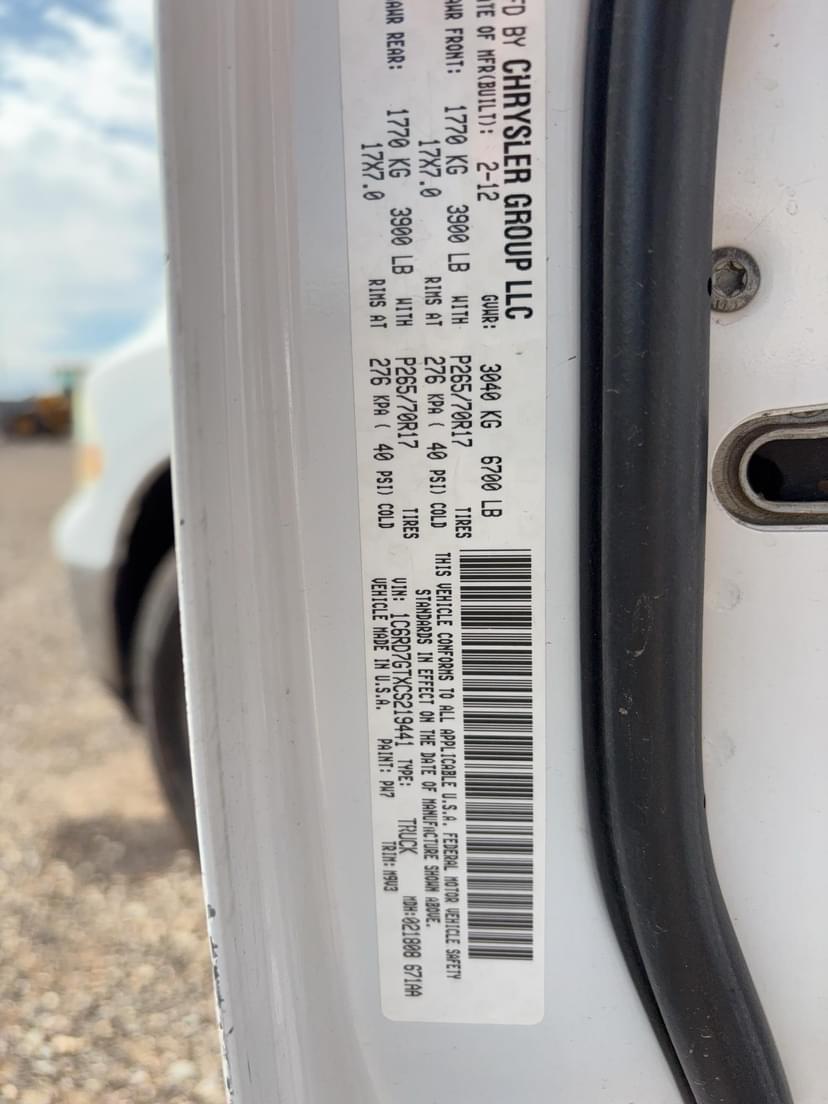 FD BY CHRYSLER GROUP LLC
TE OF MFR(BUILT): 2-12 GVWR: 3040 KG 6700 LB
WR FRONT: 1770 KG 3900 LB WITH P265/70R17 TIRES
17X7.0 RIMS AT 276 KPA ( 40 PSI) COLD
AWR REAR: 1770 KG 3900 LB WITH P265/70R17 TIRES
17X7.0 RIMS AT 276 KPA ( 40 PSI) COLD
THIS VEHICLE CONFORMS TO ALL APPLICABLE U.S.A. FEDERAL MOTOR VEHICLE SAFETY
STANDARDS IN EFFECT ON THE DATE OF MANUFACTURE SHOWN ABOVE.
VIN: 1C6RD7GTXCS219441 TYPE: TRUCK MDH:021808 671AA
VEHICLE MADE IN U.S.A. PAINT: PW7 TRIM: M9V3